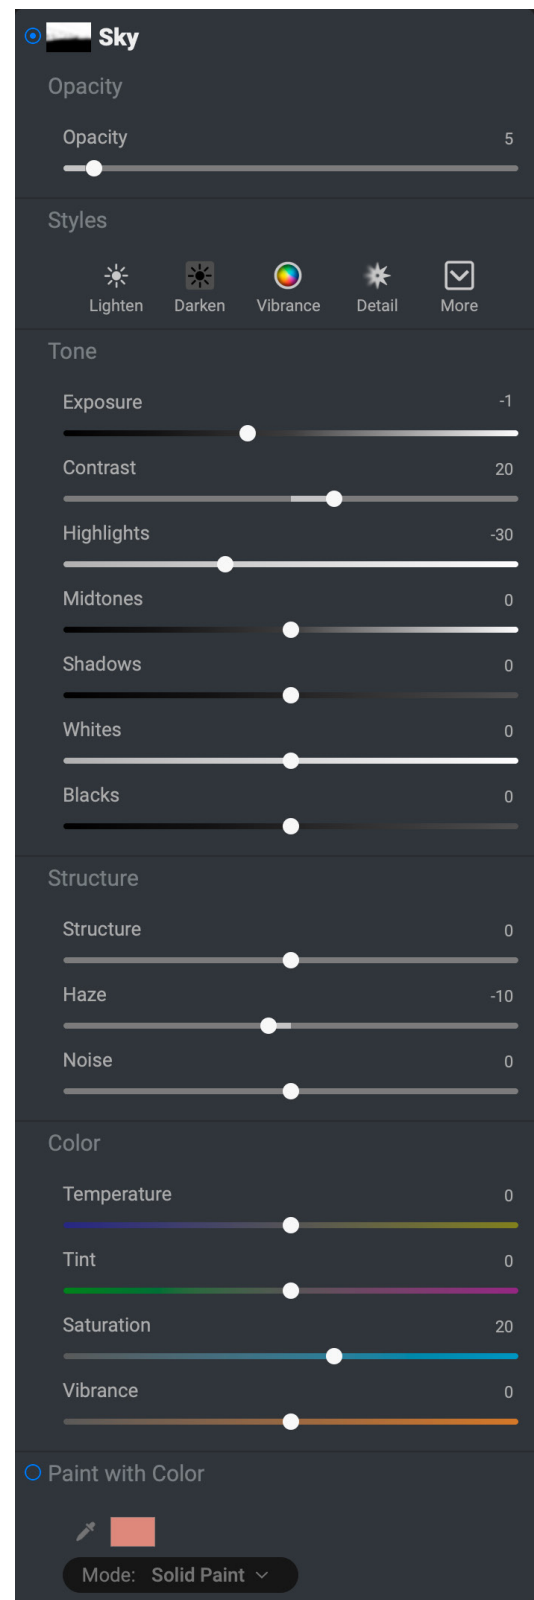 Sky
Opacity
Opacity 5
Styles
Lighten Darken Vibrance Detail More
Tone
Exposure -1
Contrast 20
Highlights -30
Midtones 0
Shadows 0
Whites 0
Blacks 0
Structure
Structure 0
Haze -10
Noise 0
Color
Temperature 0
Tint 0
Saturation 20
Vibrance 0
Paint with Color
Mode: Solid Paint